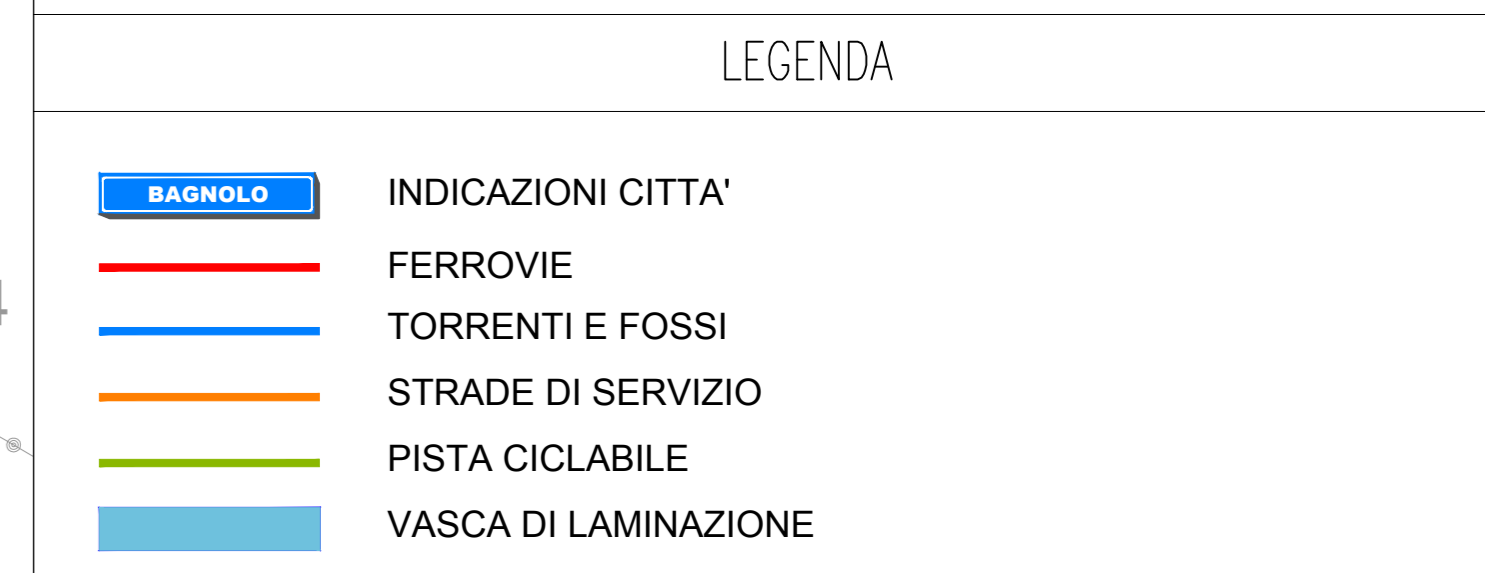 LEGENDA
BAGNOLO INDICAZIONI CITTA'
FERROVIE
TORRENTI E FOSSI
STRADE DI SERVIZIO
PISTA CICLABILE
VASCA DI LAMINAZIONE